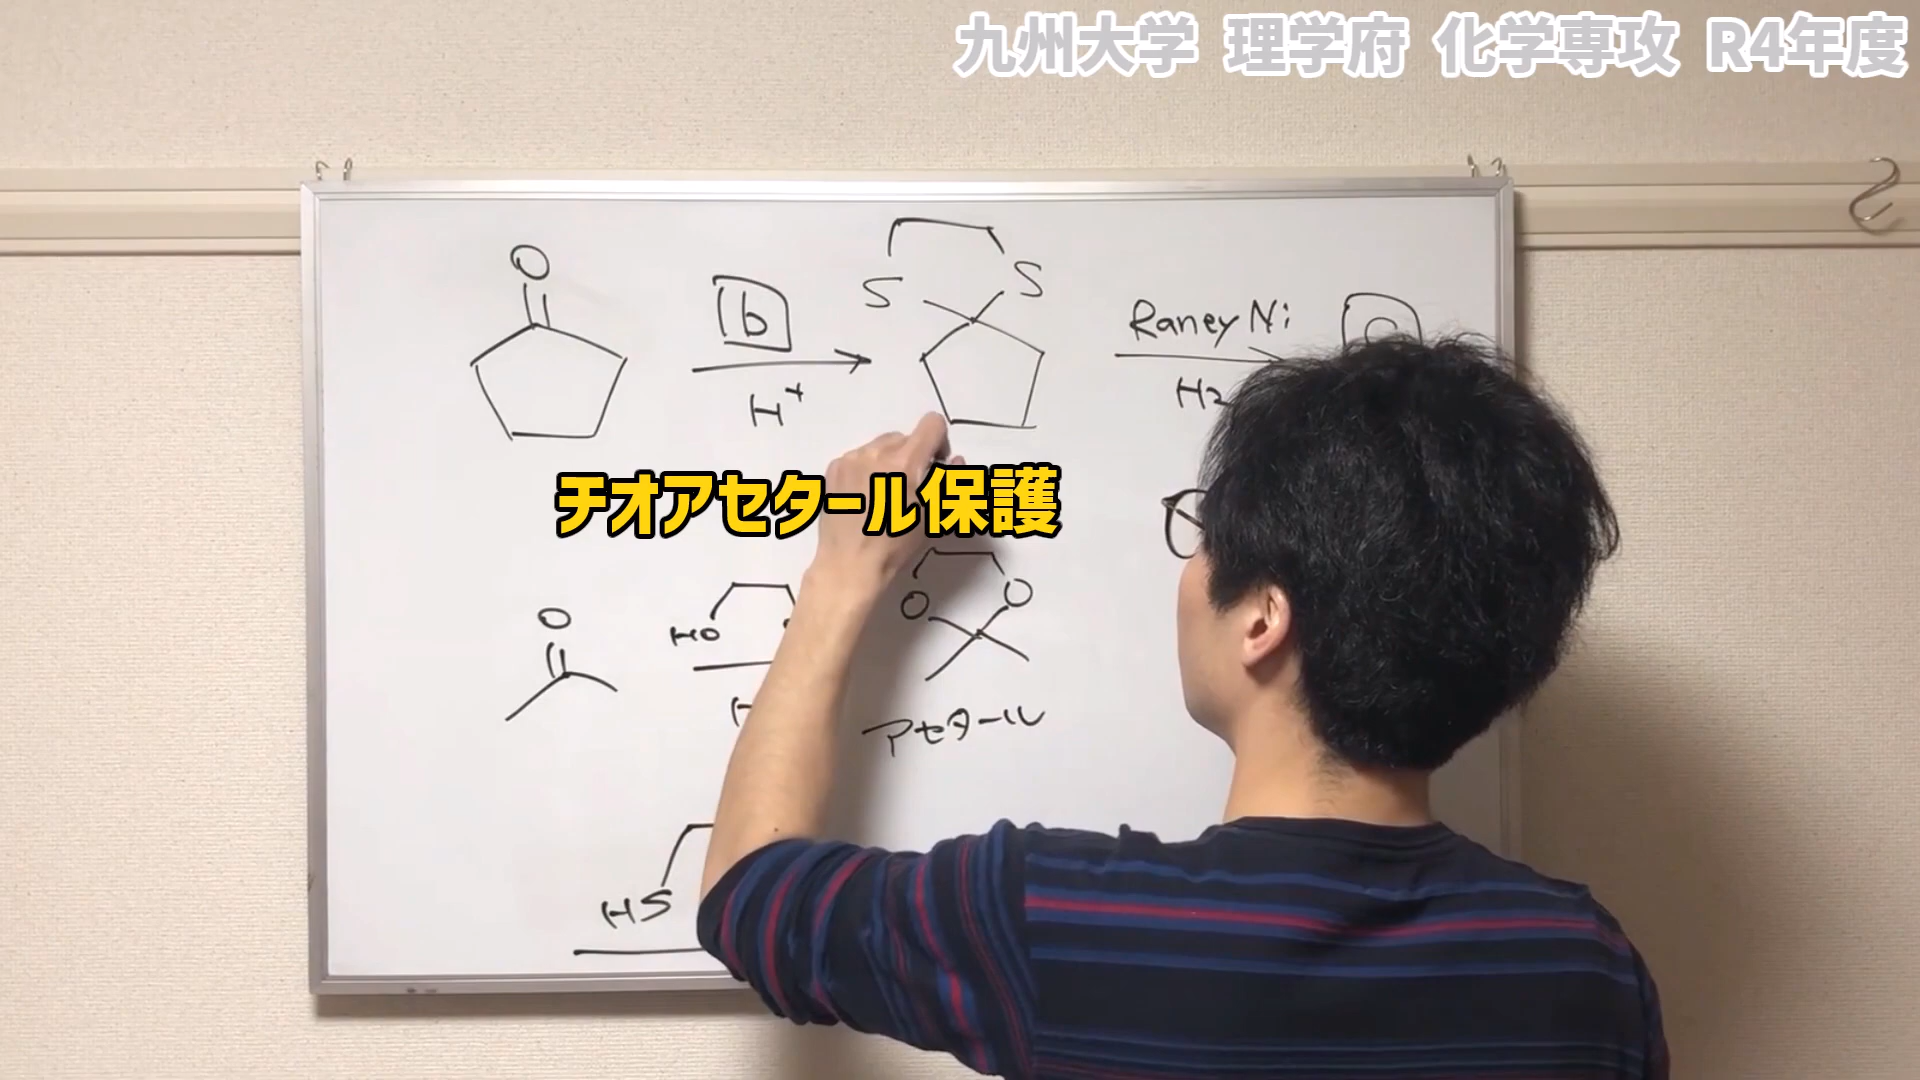 九州大学 理学府 化学専攻 R4年度
O
b
H+
S S
Raney Ni
H2
チオアセタール保護
O
HO
O O
アセタール
HS